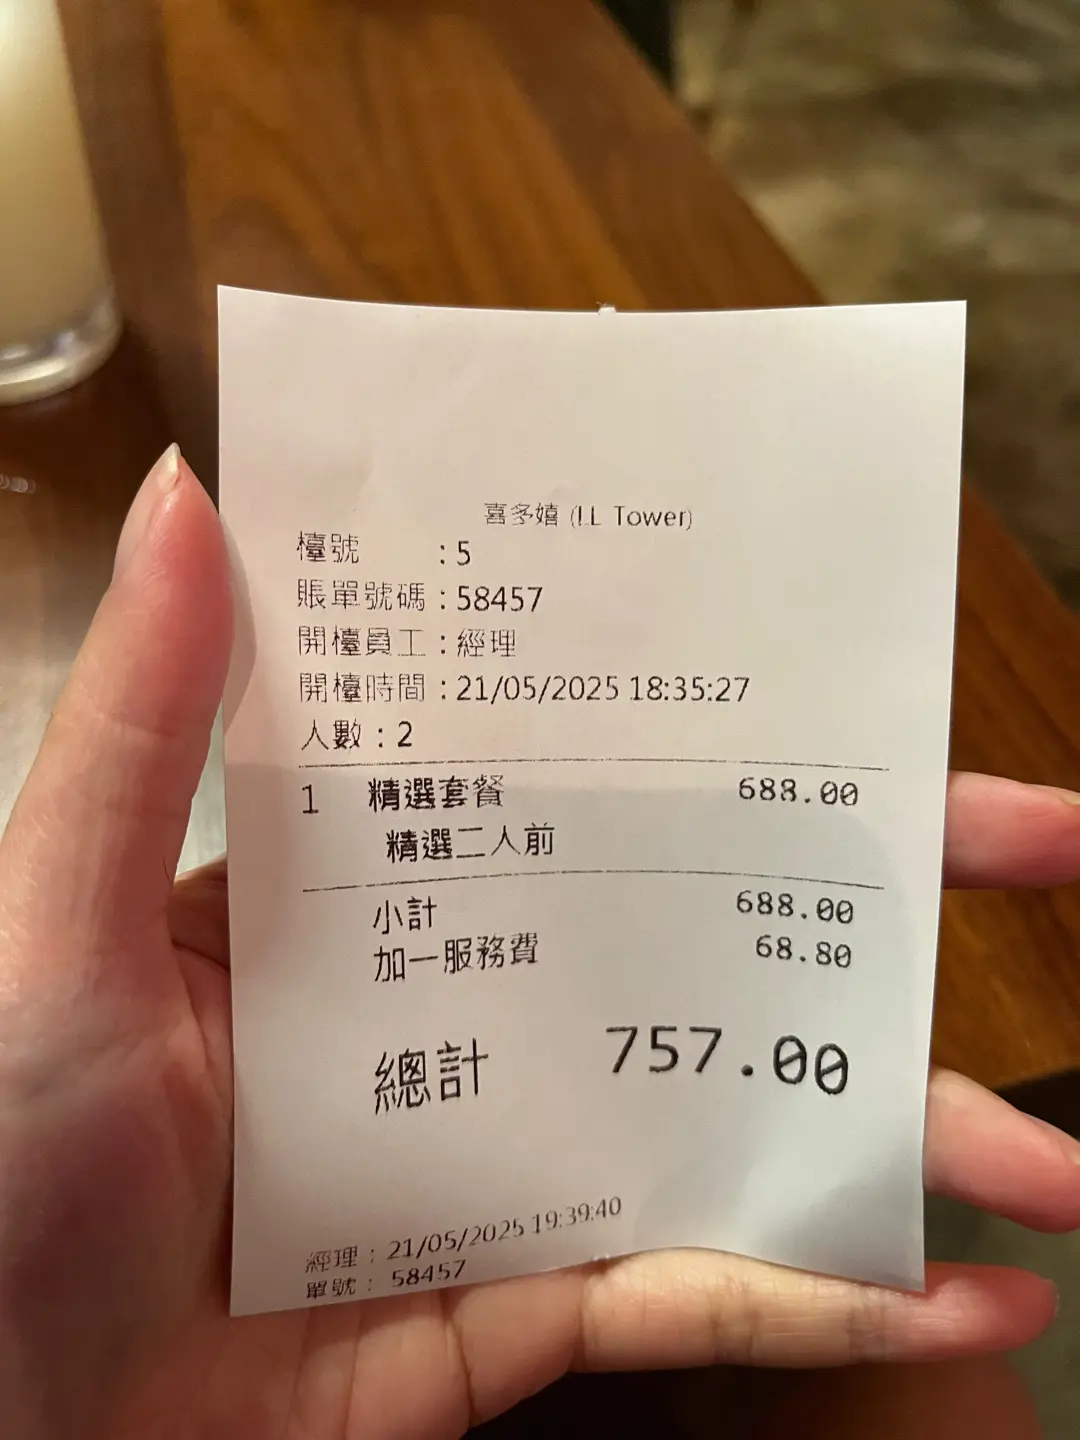 喜多嬉 (LL Tower)
檯號 : 5
賬單號碼 : 58457
開檯員工 : 經理
開檯時間 : 21/05/2025 18:35:27
人數 : 2
1 精選套餐 688.00
精選二人前
小計 688.00
加一服務費 68.80
總計 757.00
經理 : 21/05/2025 19:39:40
單號 : 58457